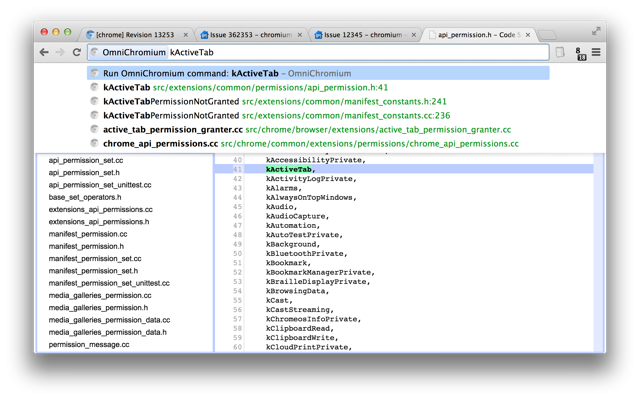 [chrome] Revision 13253
Issue 362353 – chromium
Issue 12345 – chromium –
api_permission.h – Code S
OmniChromium kActiveTab
8
18
Run OmniChromium command: kActiveTab – OmniChromium
kActiveTab src/extensions/common/permissions/api_permission.h:41
kActiveTabPermissionNotGranted src/extensions/common/manifest_constants.h:241
kActiveTabPermissionNotGranted src/extensions/common/manifest_constants.cc:236
active_tab_permission_granter.cc src/chrome/browser/extensions/active_tab_permission_granter.cc
chrome_api_permissions.cc src/chrome/common/extensions/permissions/chrome_api_permissions.cc
api_permission_set.cc
api_permission_set.h
api_permission_set_unittest.cc
base_set_operators.h
extensions_api_permissions.cc
extensions_api_permissions.h
manifest_permission.cc
manifest_permission.h
manifest_permission_set.cc
manifest_permission_set.h
manifest_permission_set_unittest.cc
media_galleries_permission.cc
media_galleries_permission.h
media_galleries_permission_data.cc
media_galleries_permission_data.h
permission_message.cc
40 kAccessibilityPrivate,
41 kActiveTab,
42 kActivityLogPrivate,
43 kAlarms,
44 kAlwaysOnTopWindows,
45 kAudio,
46 kAudioCapture,
47 kAutomation,
48 kAutoTestPrivate,
49 kBackground,
50 kBluetoothPrivate,
51 kBookmark,
52 kBookmarkManagerPrivate,
53 kBrailleDisplayPrivate,
54 kBrowsingData,
55 kCast,
56 kCastStreaming,
57 kChromeosInfoPrivate,
58 kClipboardRead,
59 kClipboardWrite,
60 kCloudPrintPrivate,